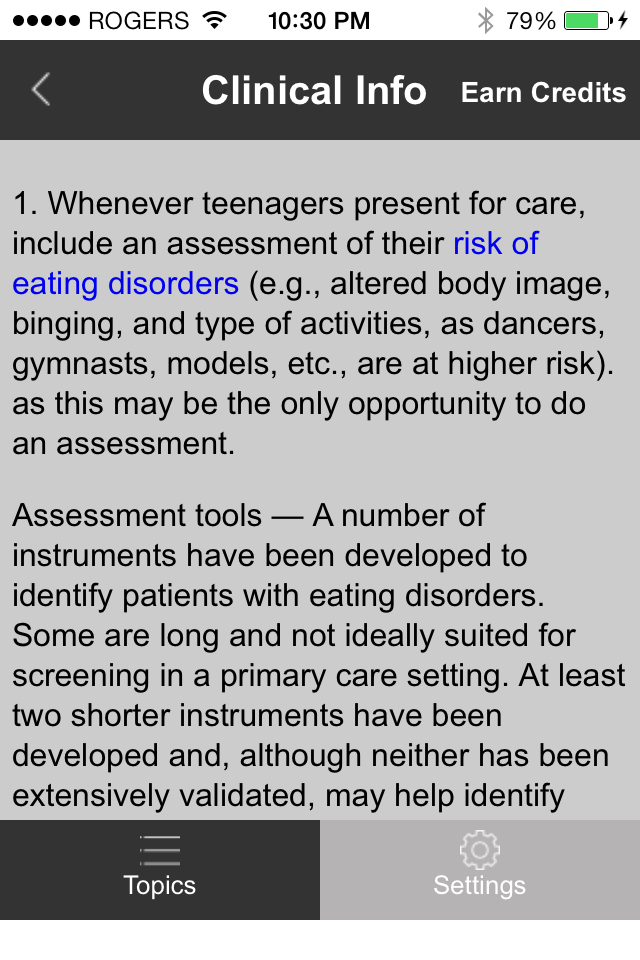 ROGERS 10:30 PM 79%
Clinical Info Earn Credits
1. Whenever teenagers present for care,
include an assessment of their risk of
eating disorders (e.g., altered body image,
binging, and type of activities, as dancers,
gymnasts, models, etc., are at higher risk).
as this may be the only opportunity to do
an assessment.
Assessment tools — A number of
instruments have been developed to
identify patients with eating disorders.
Some are long and not ideally suited for
screening in a primary care setting. At least
two shorter instruments have been
developed and, although neither has been
extensively validated, may help identify
Topics Settings